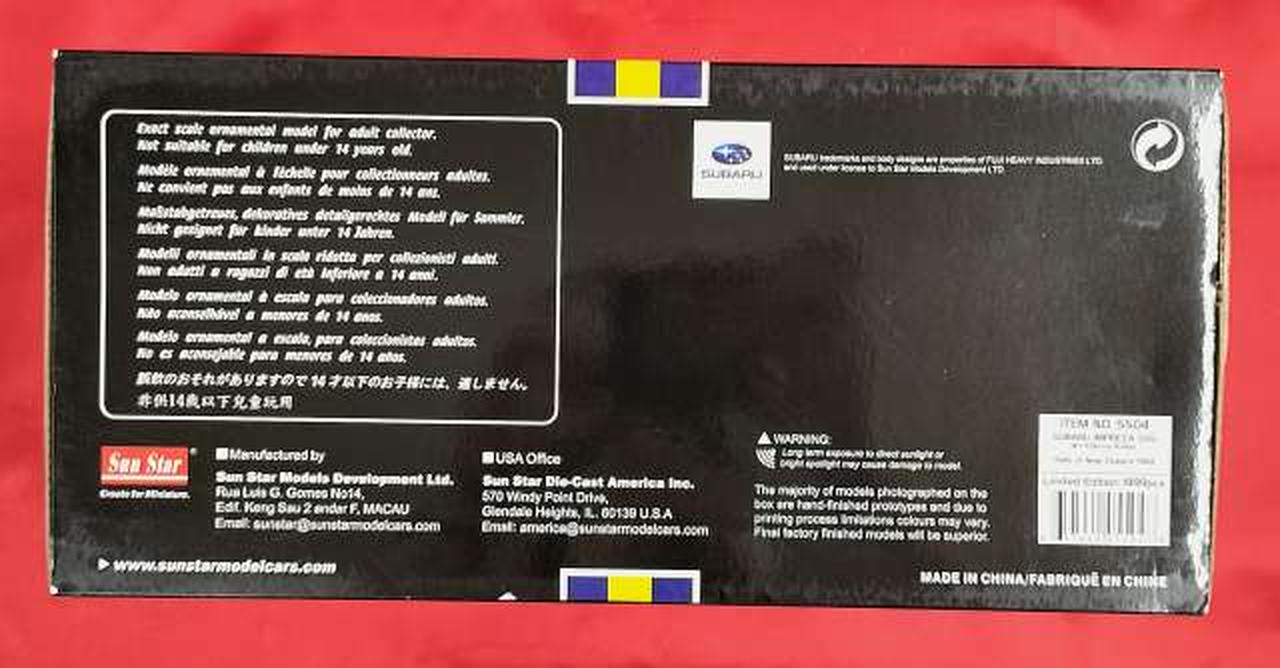 Exact scale ornamental model for adult collector.
Not suitable for children under 14 years old.
Modèle ornamental à léchelle pour collectionneurs adultes.
Ne convient pas aux enfants de moins de 14 ans.
Maßstabgetreues, dekoratives detailgerechtes Modell für Sammler.
Nicht geeignet für kinder unter 14 Jahren.
Modelli ornamentali in scala ridotta per collezionisti adulti.
Non adatti a ragazzi di età inferiore a 14 anni.
Modelo ornamental à escala para coleccionadores adultos.
Não aconselhável a menores de 14 anos.
Modelo ornamental a escala, para coleccionistas adultos.
No es aconsejable para menores de 14 años.
誤飲のおそれがありますので14才以下のお子様には、適しません。
非供14歳以下兒童玩用
SUBARU
SUBARU trademarks and body designs are properties of FUJI HEAVY INDUSTRIES LTD.
and used under license to Sun Star Models Development LTD.
Sun Star®
Create for Miniature.
Manufactured by
Sun Star Models Development Ltd.
Rua Luis G. Gomes No14,
Edif. Keng Sau 2 andar F, MACAU
Email: sunstar@sunstarmodelcars.com
USA Office
Sun Star Die-Cast America Inc.
570 Windy Point Drive,
Glendale Heights, IL. 60139 U.S.A
Email: america@sunstarmodelcars.com
WARNING:
Long term exposure to direct sunlight or
bright spotlight may cause damage to model.
The majority of models photographed on the
box are hand-finished prototypes and due to
printing process limitations colours may vary.
Final factory finished models will be superior.
ITEM NO. 5504
SUBARU IMPREZA
Limited Edition 1999pcs
www.sunstarmodelcars.com
MADE IN CHINA/FABRIQUÉ EN CHINE